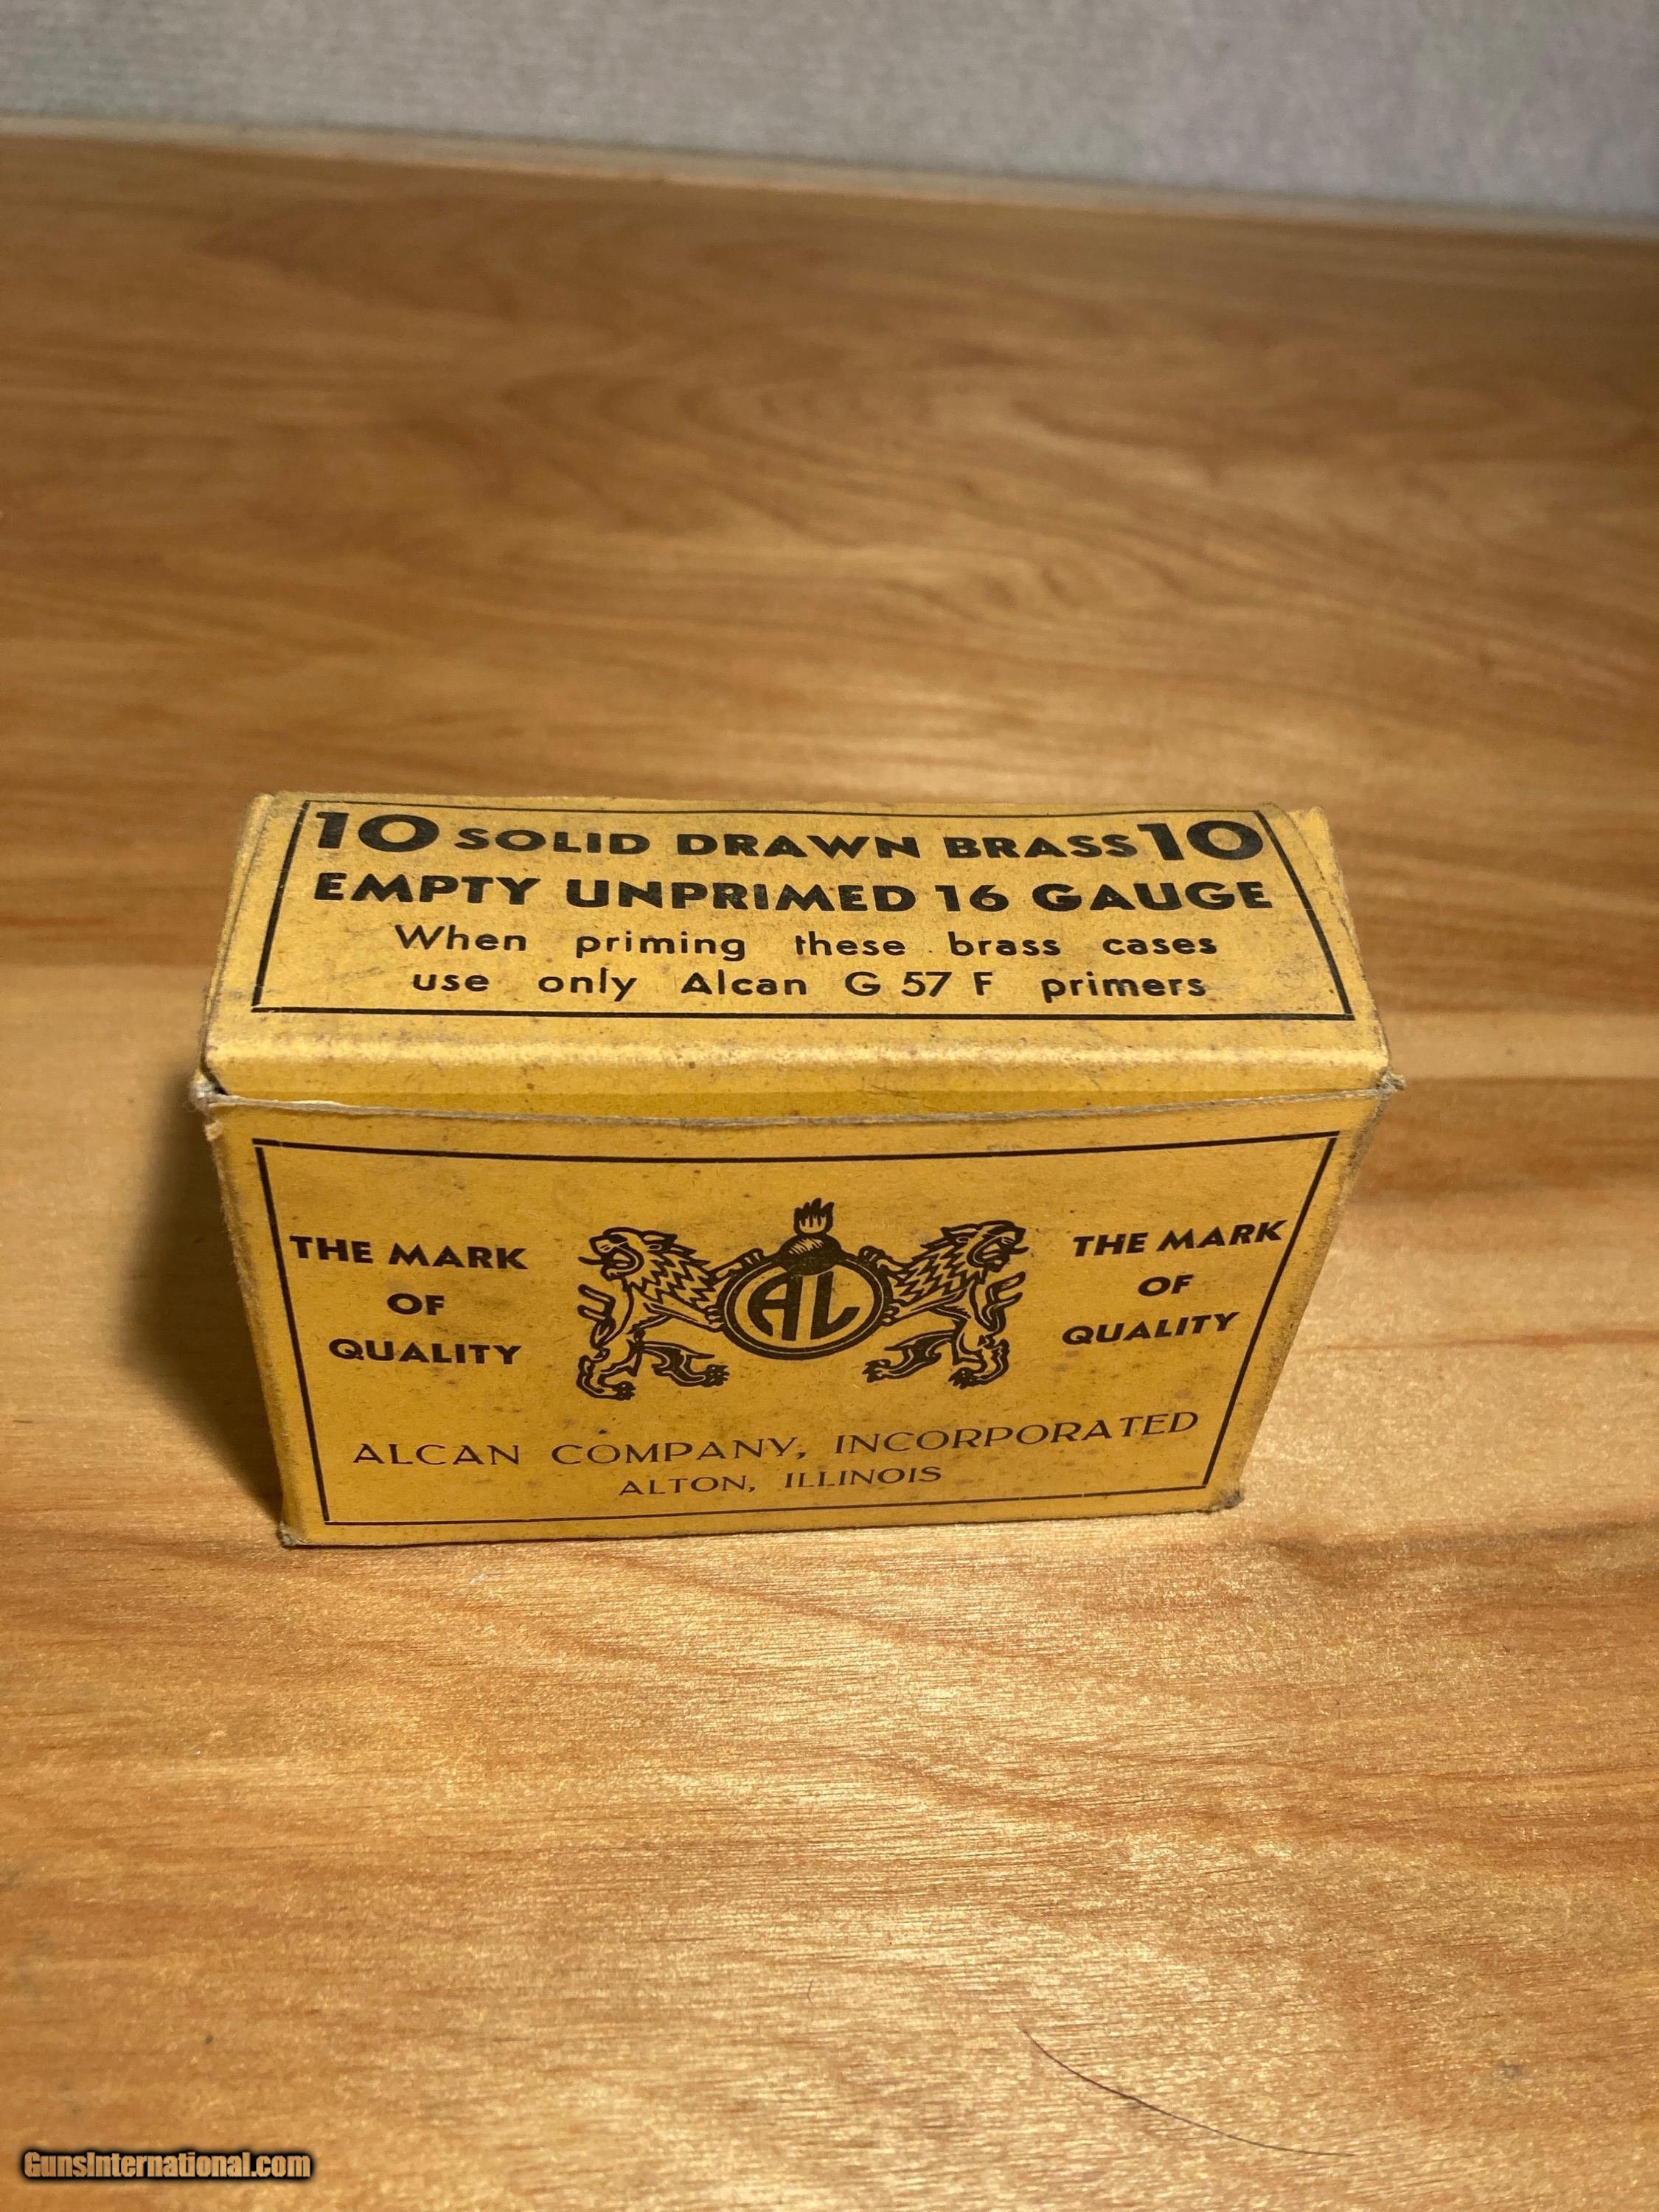 10 SOLID DRAWN BRASS 10
EMPTY UNPRIMED 16 GAUGE
When priming these brass cases
use only Alcan G 57 F primers
THE MARK
OF
QUALITY
AL
THE MARK
OF
QUALITY
ALCAN COMPANY, INCORPORATED
ALTON, ILLINOIS
GunsInternational.com